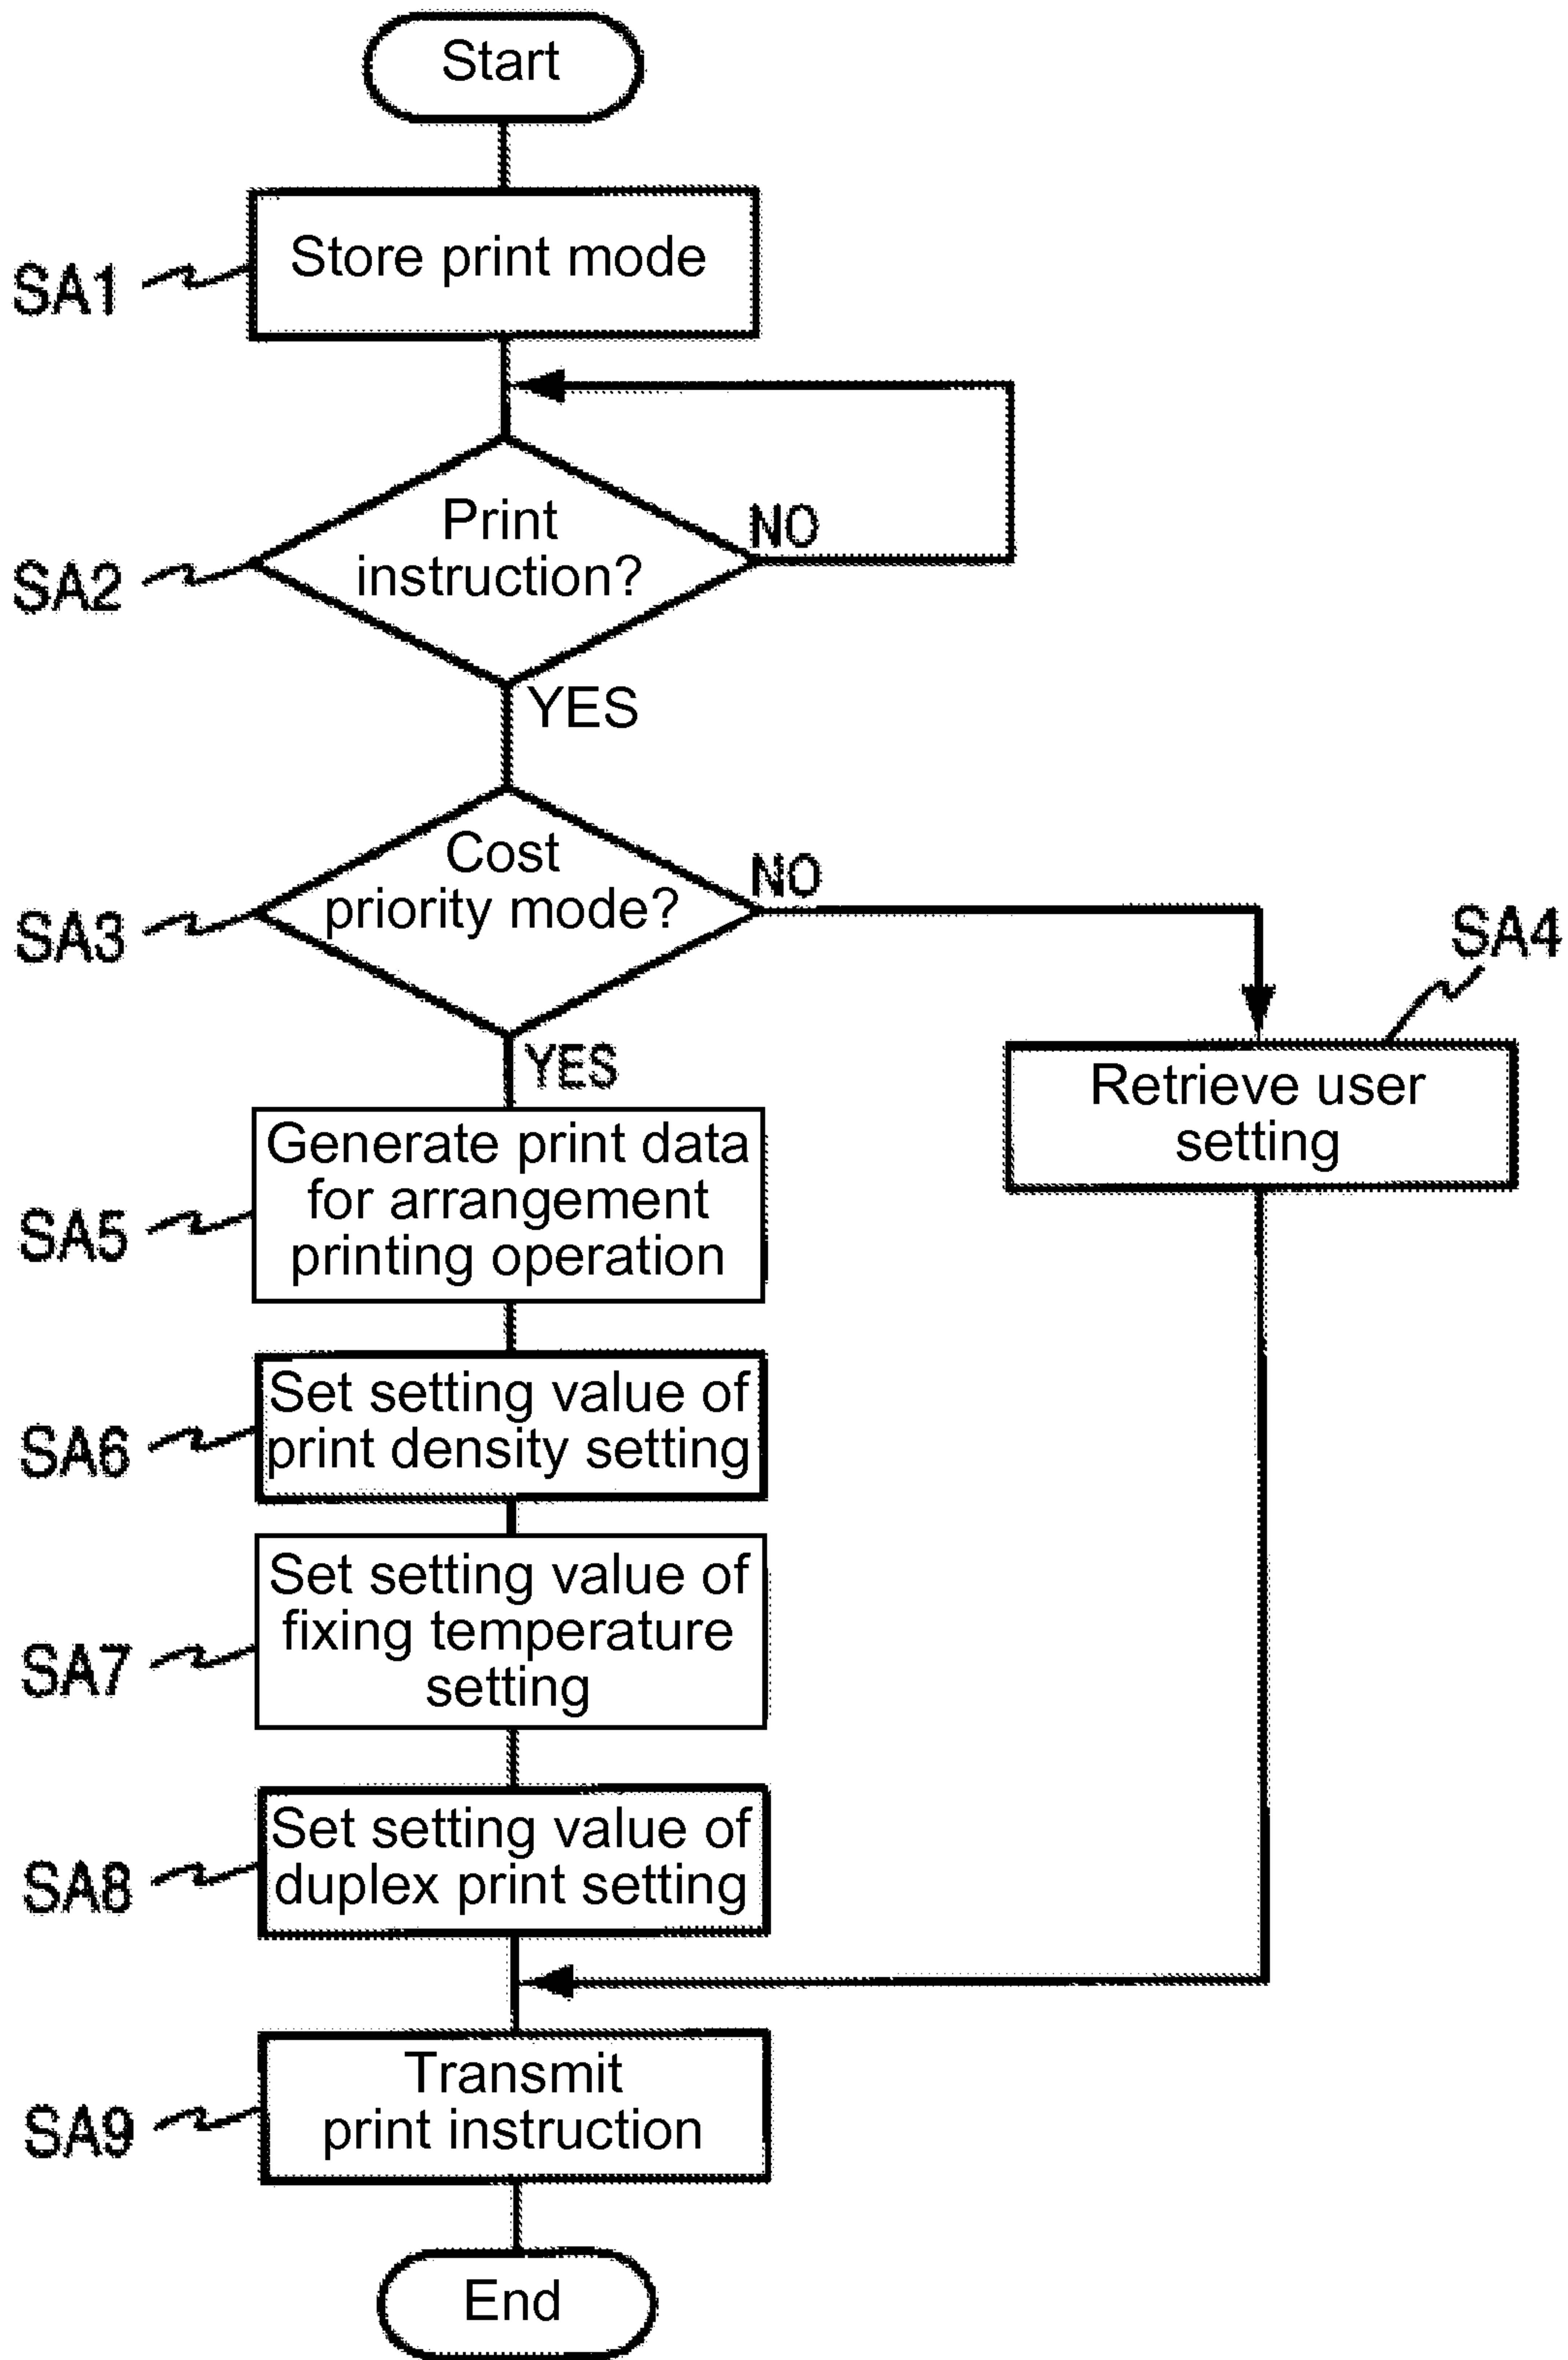 Start
Store print mode
SA1
Print
instruction?
NO
SA2
YES
Cost
priority mode?
NO
SA3
SA4
YES
Retrieve user
setting
Generate print data
for arrangement
printing operation
SA5
Set setting value of
print density setting
SA6
Set setting value of
fixing temperature
setting
SA7
Set setting value of
duplex print setting
SA8
Transmit
print instruction
SA9
End